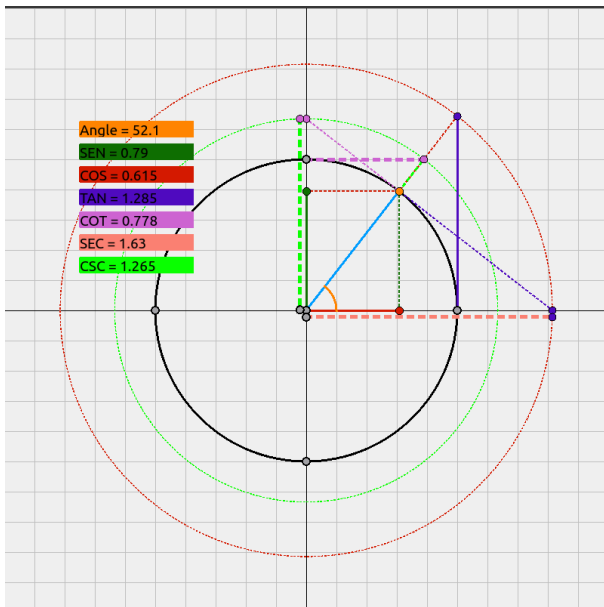 Angle = 52.1
SEN = 0.79
COS = 0.615
TAN = 1.285
COT = 0.778
SEC = 1.63
CSC = 1.265